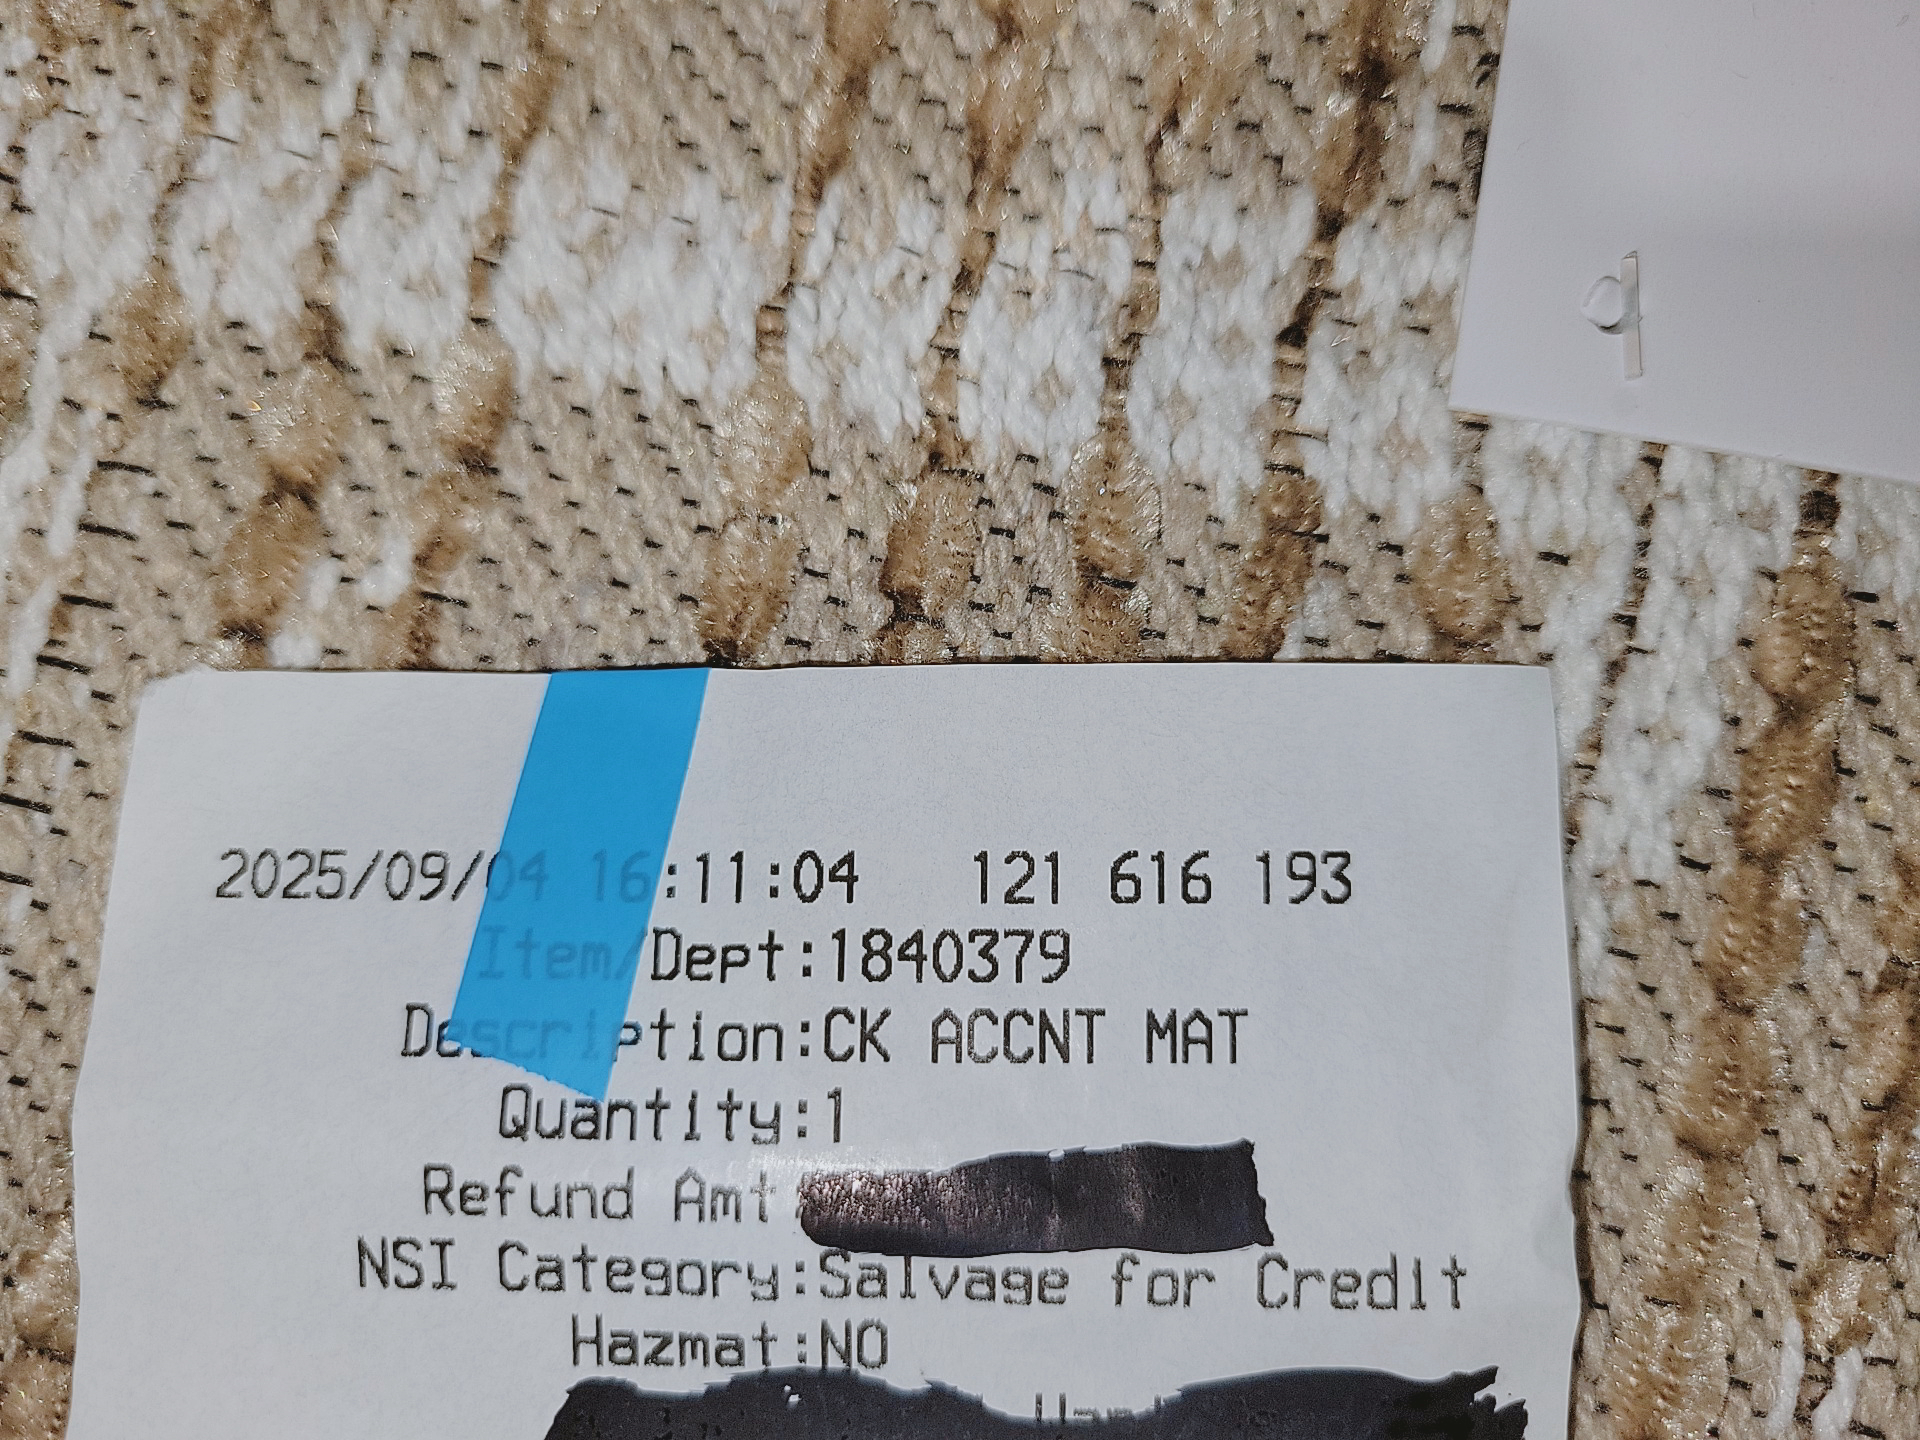 2025/09/04 16:11:04 121 616 193
Item/Dept:1840379
Description:CK ACCNT MAT
Quantity:1
Refund Amt
NSI Category:Salvage for Credit
Hazmat:NO